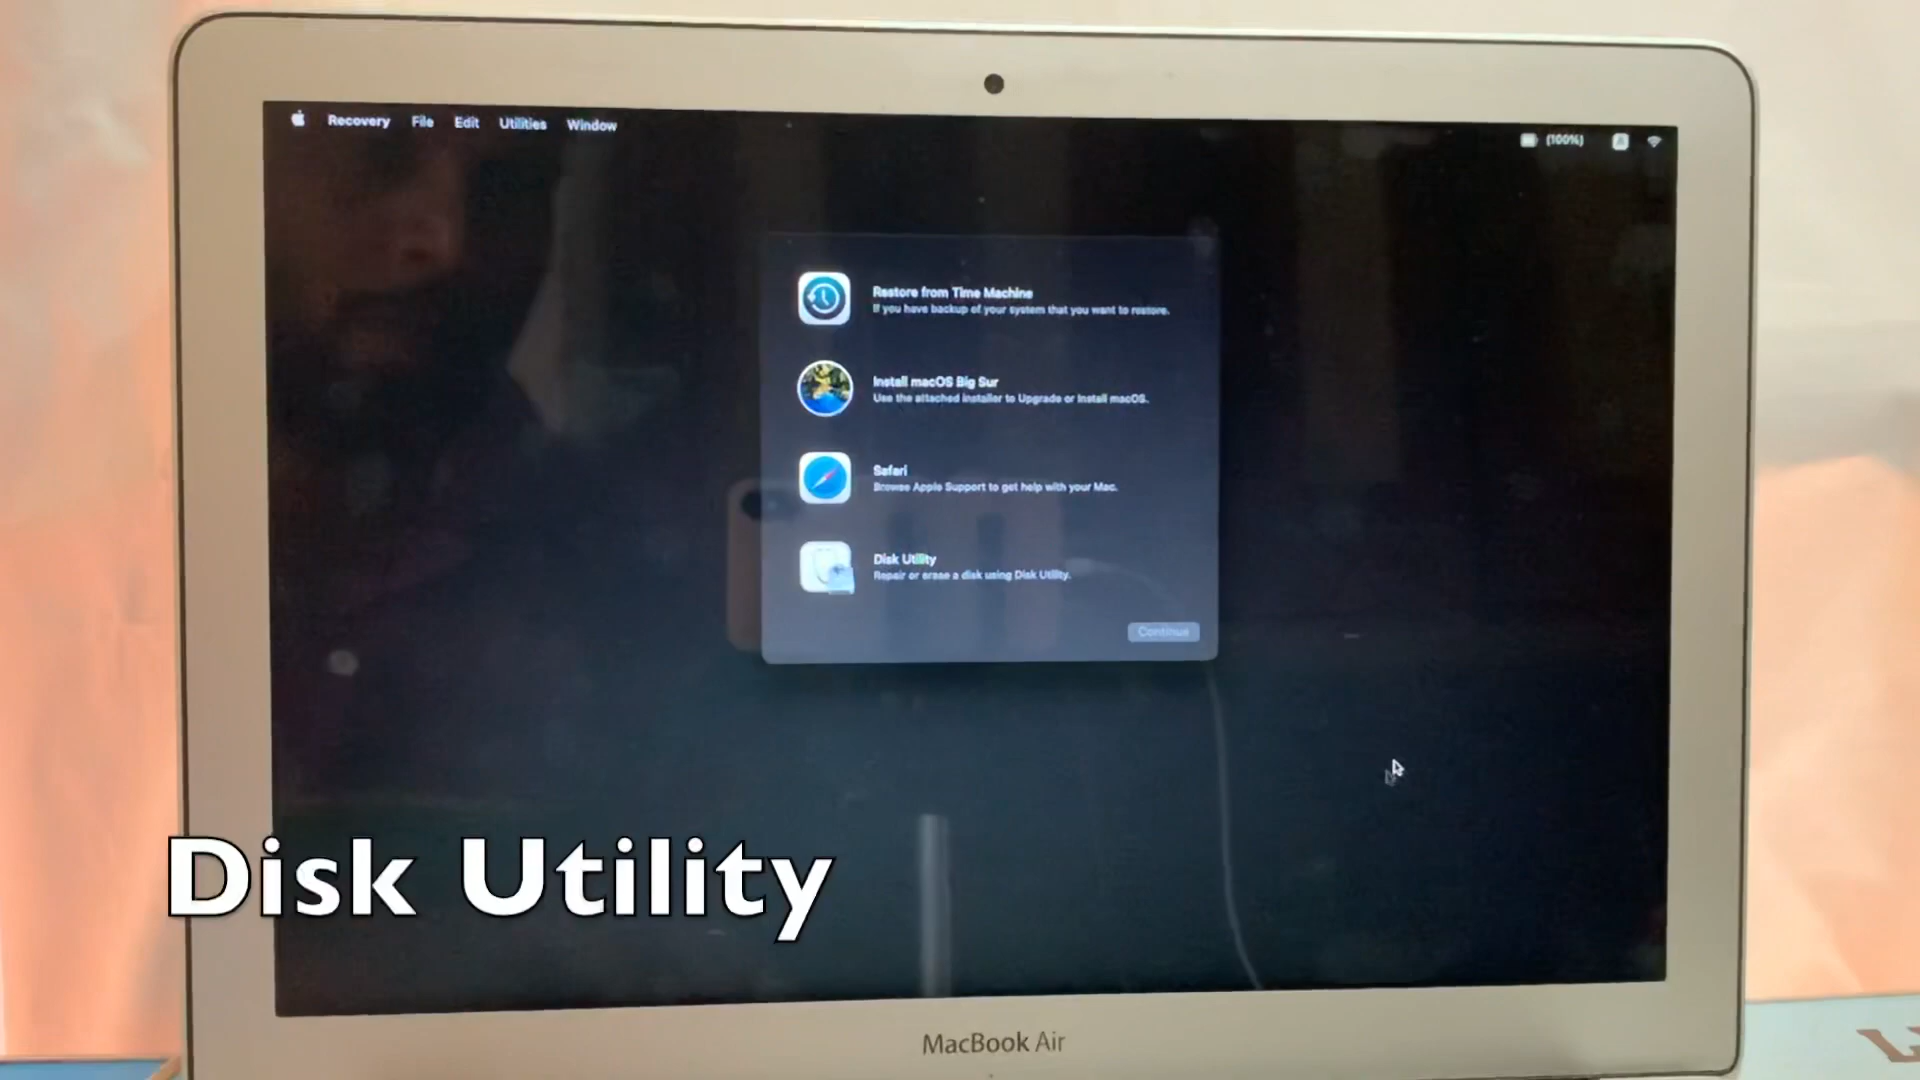 Recovery File Edit Utilities Window
(100%)
Restore from Time Machine
If you have backup of your system that you want to restore.
Install macOS Big Sur
Use the attached installer to Upgrade or Install macOS.
Safari
Browse Apple Support to get help with your Mac.
Disk Utility
Repair or erase a disk using Disk Utility.
Continue
Disk Utility
MacBook Air